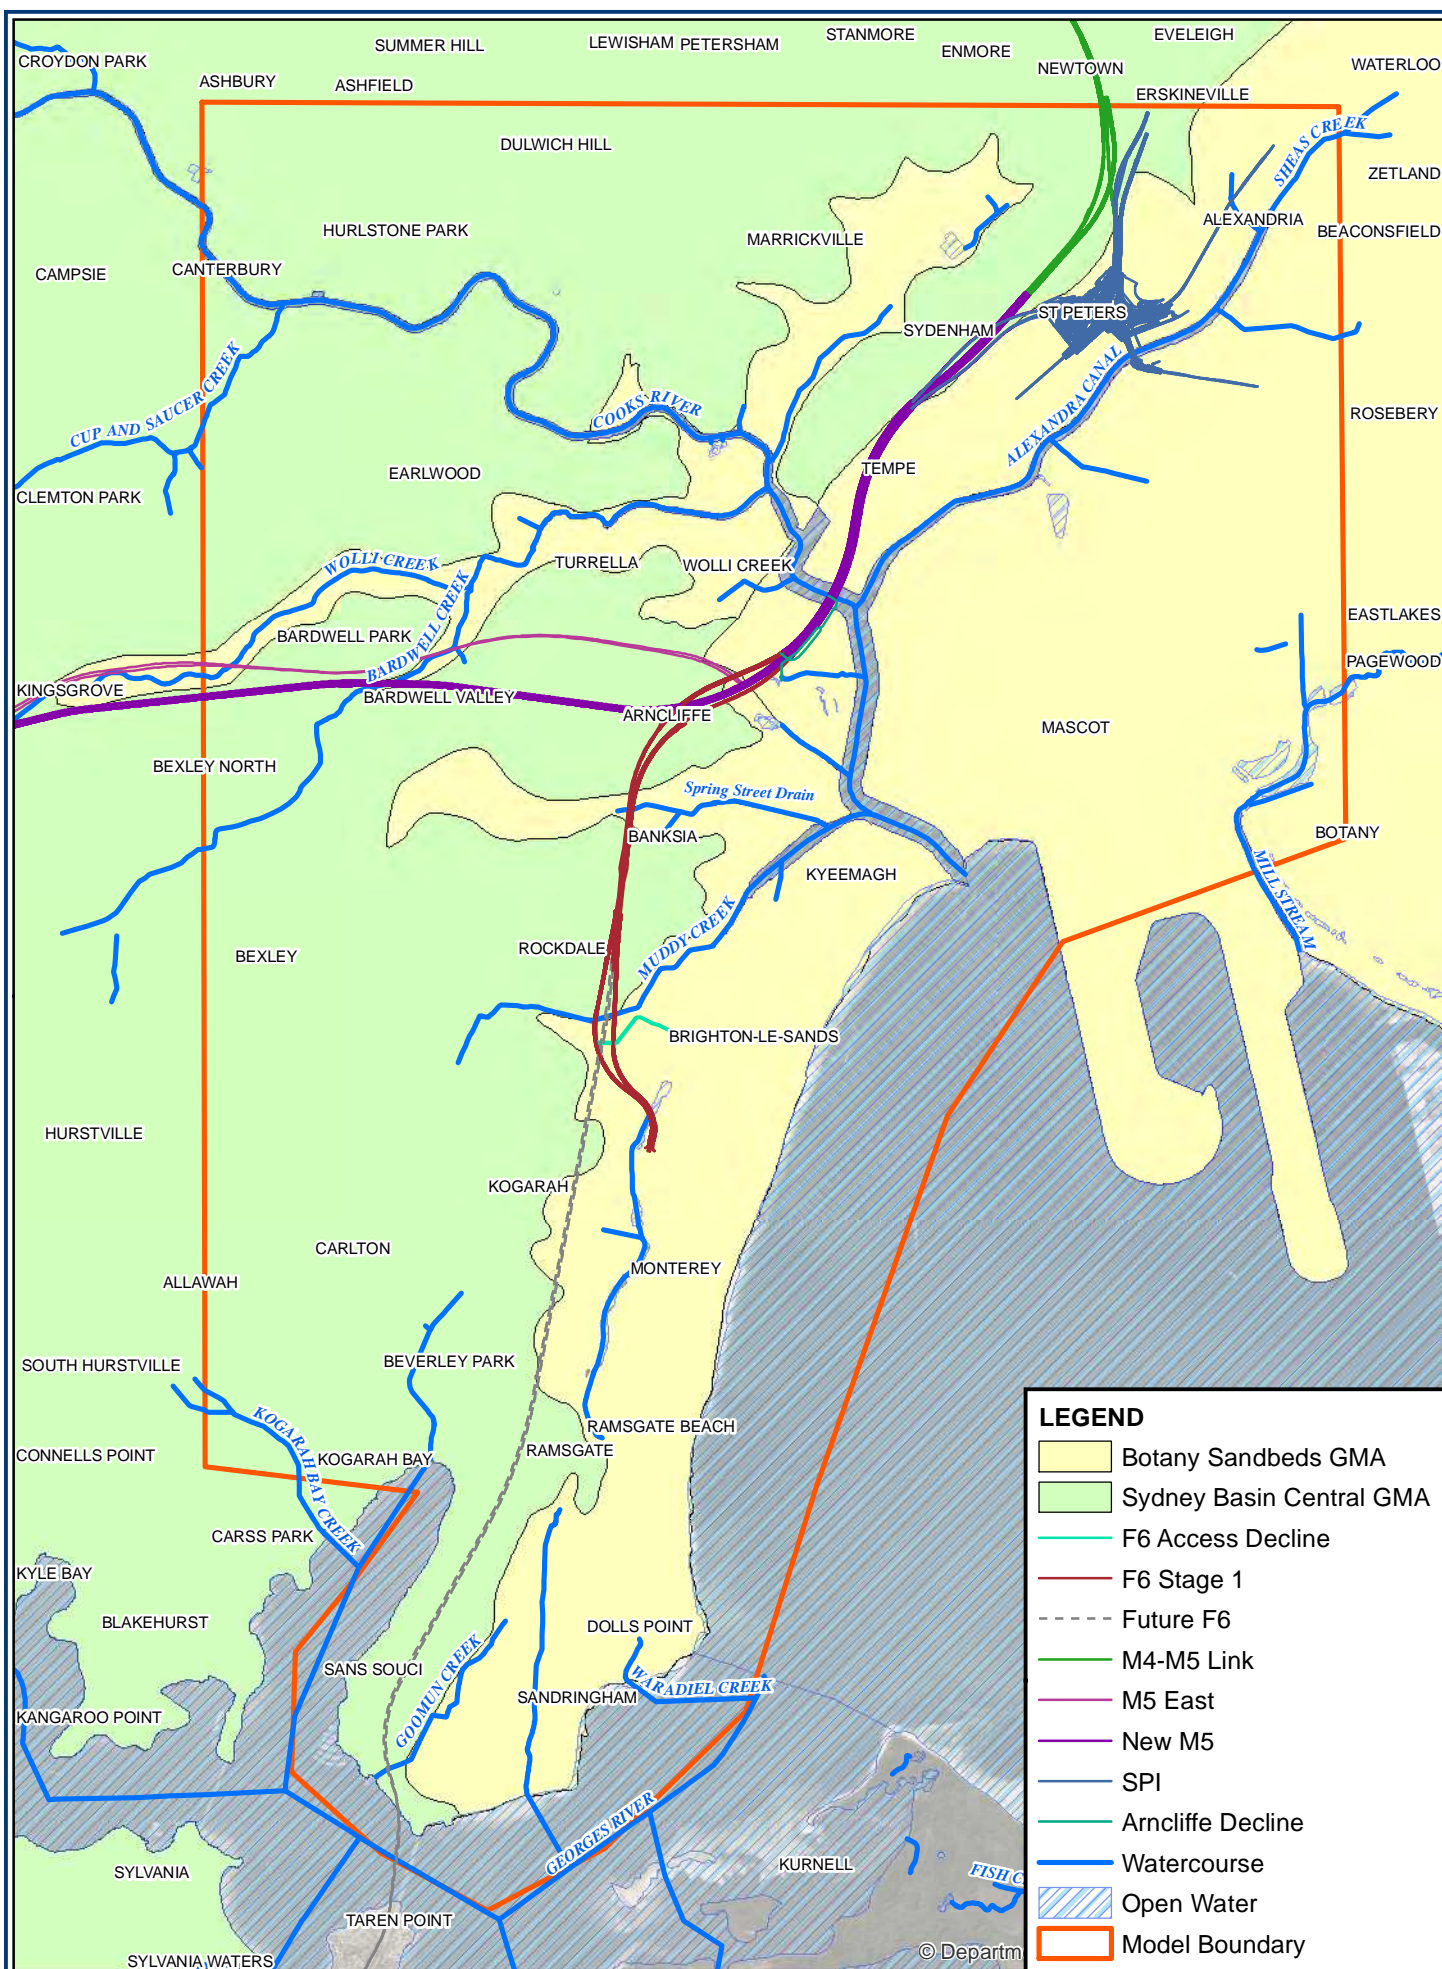 STANMORE
EVELEIGH
SUMMER HILL
LEWISHAM
PETERSHAM
ENMORE
CROYDON PARK
NEWTOWN
WATERLOO
ASHBURY
ASHFIELD
ERSKINEVILLE
DULWICH HILL
SHEAS CREEK
ZETLAND
HURLSTONE PARK
MARRICKVILLE
ALEXANDRIA
BEACONSFIELD
CAMPSIE
CANTERBURY
ST PETERS
SYDENHAM
CUP AND SAUCER CREEK
COOKS RIVER
ALEXANDRA CANAL
ROSEBERY
EARLWOOD
TEMPE
CLEMTON PARK
WOLLI CREEK
TURRELLA
WOLLI CREEK
BARDWELL CREEK
EASTLAKES
BARDWELL PARK
PAGEWOOD
KINGSGROVE
BARDWELL VALLEY
ARNCLIFFE
MASCOT
BEXLEY NORTH
Spring Street Drain
BANKSIA
BOTANY
KYEEMAGH
MILL STREAM
BEXLEY
ROCKDALE
MUDDY CREEK
BRIGHTON-LE-SANDS
HURSTVILLE
KOGARAH
CARLTON
MONTEREY
ALLAWAH
SOUTH HURSTVILLE
BEVERLEY PARK
KOGARAH BAY CREEK
RAMSGATE BEACH
CONNELLS POINT
KOGARAH BAY
RAMSGATE
CARSS PARK
KYLE BAY
BLAKEHURST
DOLLS POINT
SANS SOUCI
GOOMUN CREEK
WARADIEL CREEK
SANDRINGHAM
KANGAROO POINT
GEORGES RIVER
SYLVANIA
KURNELL
FISH C
TAREN POINT
SYLVANIA WATERS
© Departm
LEGEND
Botany Sandbeds GMA
Sydney Basin Central GMA
F6 Access Decline
F6 Stage 1
Future F6
M4-M5 Link
M5 East
New M5
SPI
Arncliffe Decline
Watercourse
Open Water
Model Boundary